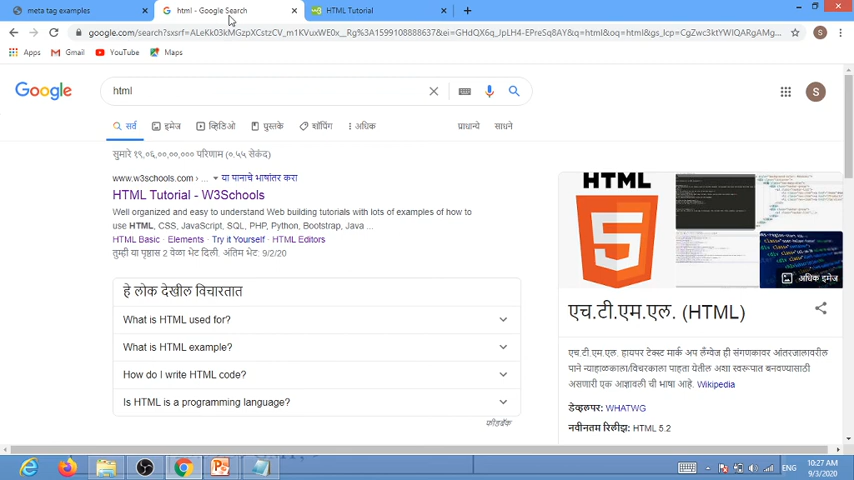 meta tag examples
html - Google Search
HTML Tutorial
google.com/search?sxsrf=ALeKk03kMGzpXCstzCV_m1KVuxWE0x__Rg%3A1599108888637&ei=GHdQX6q_JpLH4-EPreSq8AY&q=html&oq=html&gs_lcp=CgZwc3ktYWIQARgAMg...
Apps
Gmail
YouTube
Maps
S
Google
html
S
सर्व
इमेज
व्हिडिओ
पुस्तके
शॉपिंग
अधिक
प्राधान्ये
साधने
सुमारे १९,०६,००,००,००० परिणाम (०.५५ सेकंद)
www.w3schools.com › ... या पानाचे भाषांतर करा
HTML Tutorial - W3Schools
Well organized and easy to understand Web building tutorials with lots of examples of how to
use HTML, CSS, JavaScript, SQL, PHP, Python, Bootstrap, Java ...
HTML Basic · Elements · Try it Yourself · HTML Editors
तुम्ही या पृष्ठास 2 वेळा भेट दिली. अंतिम भेट: 9/2/20
हे लोक देखील विचारतात
What is HTML used for?
What is HTML example?
How do I write HTML code?
Is HTML is a programming language?
फीडबॅक
HTML
5
अधिक इमेज
एच.टी.एम.एल. (HTML)
एच.टी.एम.एल. हायपर टेक्स्ट मार्क अप लँग्वेज ही संगणकावर आंतरजालावरील
पाने न्याहाळकाला/विचरकाला पाहता येतील अशा स्वरूपात बनवण्यासाठी
असणारी एक आज्ञावली ची भाषा आहे. Wikipedia
डेव्हलपर: WHATWG
नवीनतम रिलीझ: HTML 5.2
ENG
10:27 AM
9/3/2020